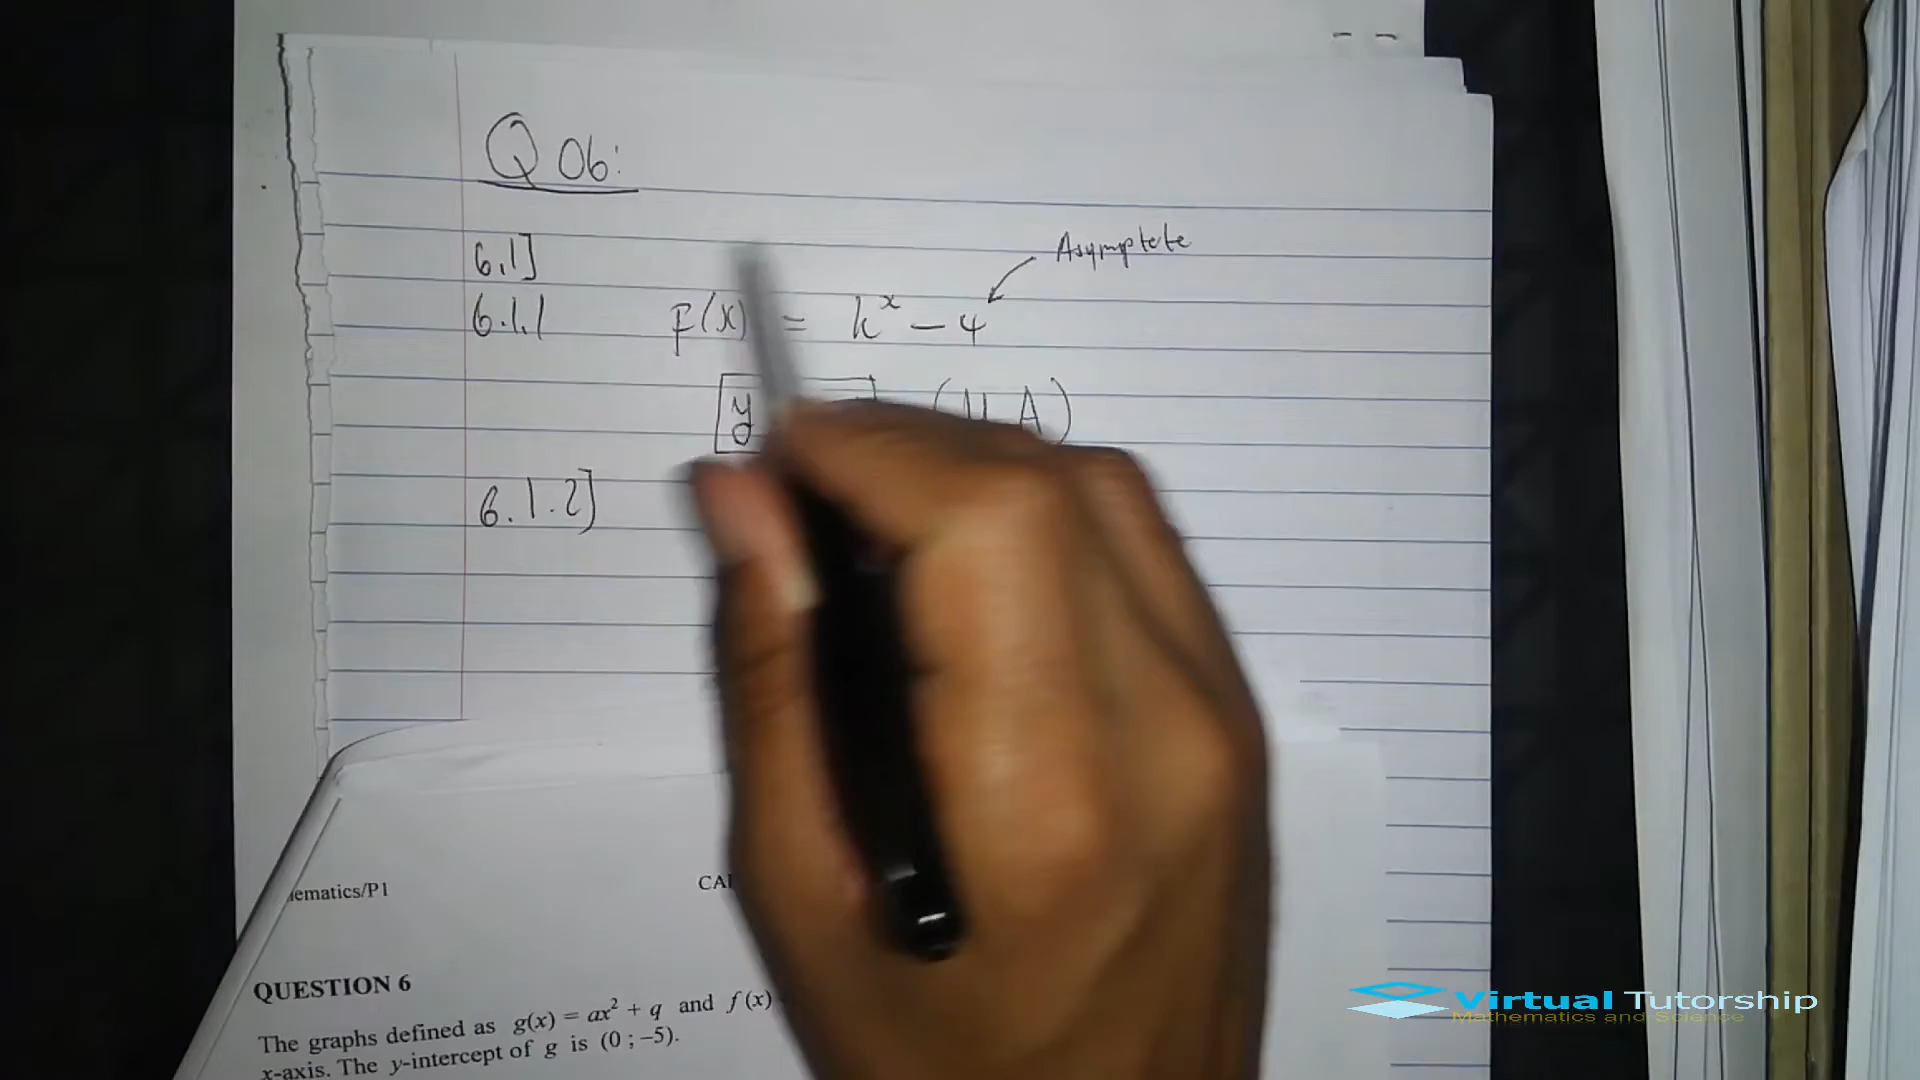 Q 06:
Asymptote
6.1]
6.1.1 F(x) = k^x - 4
y
6.1.2]
ematics/P1
QUESTION 6
The graphs defined as g(x) = ax² + q and f(x)
x-axis. The y-intercept of g is (0 ; –5).
Virtual Tutorship
Mathematics and Science